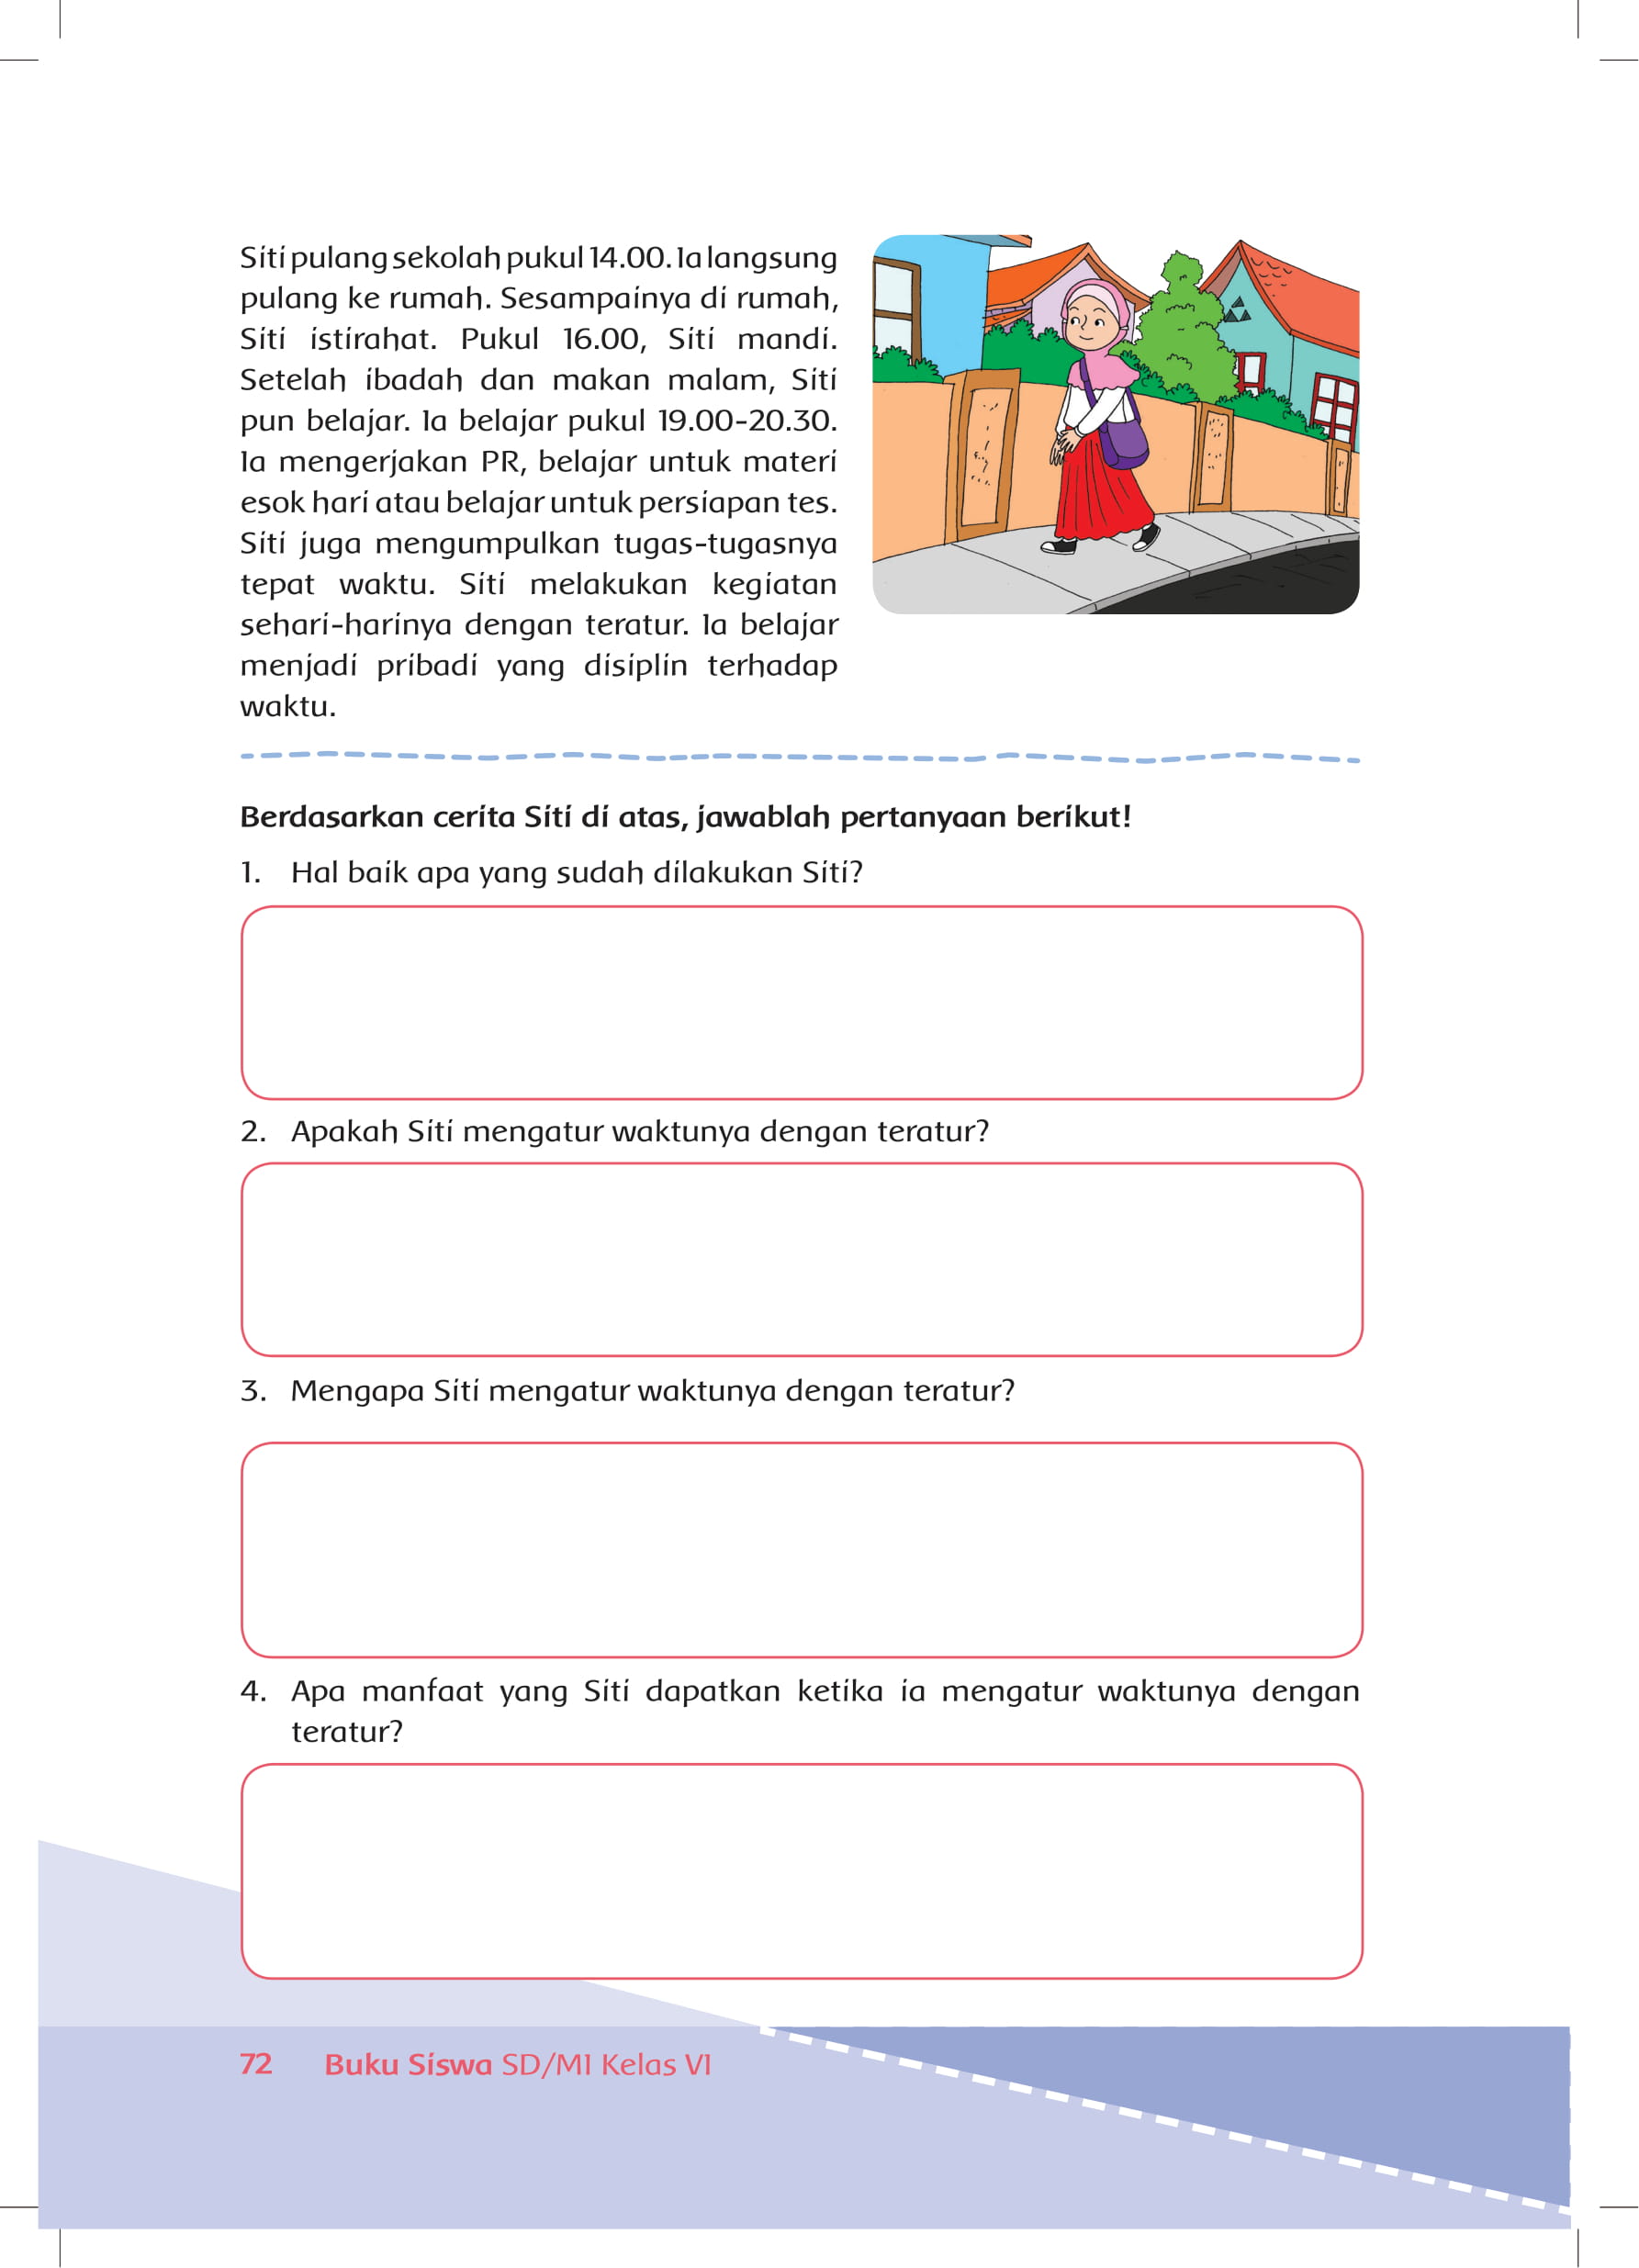 Siti pulang sekolah pukul 14.00. Ia langsung
pulang ke rumah. Sesampainya di rumah,
Siti istirahat. Pukul 16.00, Siti mandi.
Setelah ibadah dan makan malam, Siti
pun belajar. Ia belajar pukul 19.00-20.30.
Ia mengerjakan PR, belajar untuk materi
esok hari atau belajar untuk persiapan tes.
Siti juga mengumpulkan tugas-tugasnya
tepat waktu. Siti melakukan kegiatan
sehari-harinya dengan teratur. Ia belajar
menjadi pribadi yang disiplin terhadap
waktu.
Berdasarkan cerita Siti di atas, jawablah pertanyaan berikut!
1. Hal baik apa yang sudah dilakukan Siti?
2. Apakah Siti mengatur waktunya dengan teratur?
3. Mengapa Siti mengatur waktunya dengan teratur?
4. Apa manfaat yang Siti dapatkan ketika ia mengatur waktunya dengan
teratur?
72 Buku Siswa SD/MI Kelas VI